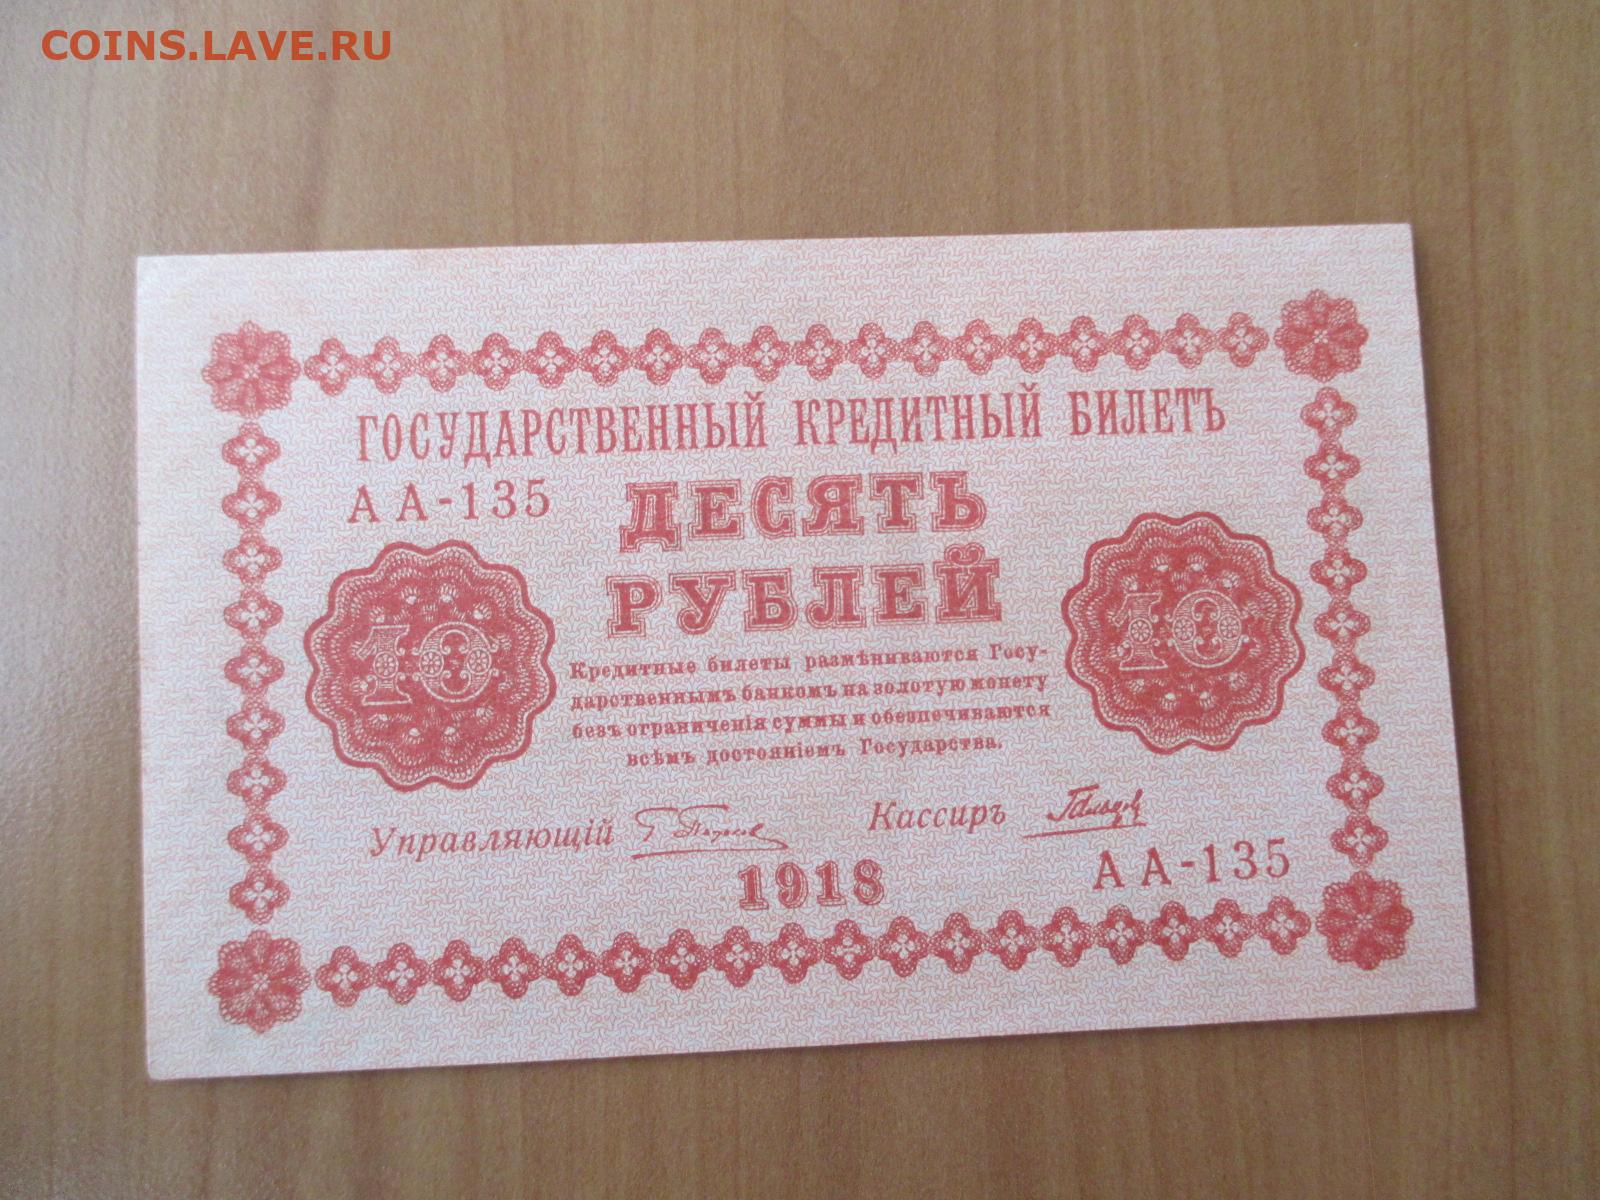 COINS.LAVE.RU
ГОСУДАРСТВЕННЫЙ КРЕДИТНЫЙ БИЛЕТЪ
АА-135
ДЕСЯТЬ
РУБЛЕЙ
10
10
Кредитные билеты размѣниваются Госу-
дарственнымъ банкомъ на золотую монету
безъ ограниченія суммы и обезпечиваются
всѣмъ достояніемъ Государства.
Управляющій
Кассиръ
1918
АА-135